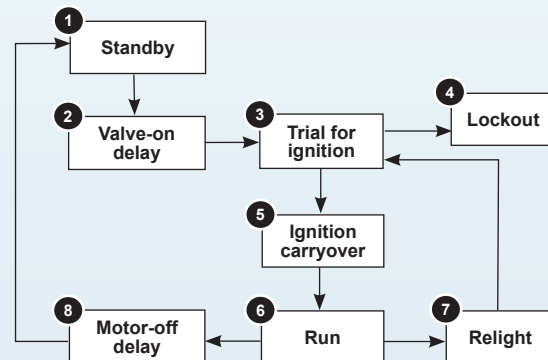 1
Standby
2
Valve-on
delay
3
Trial for
ignition
4
Lockout
5
Ignition
carryover
6
Run
7
Relight
8
Motor-off
delay